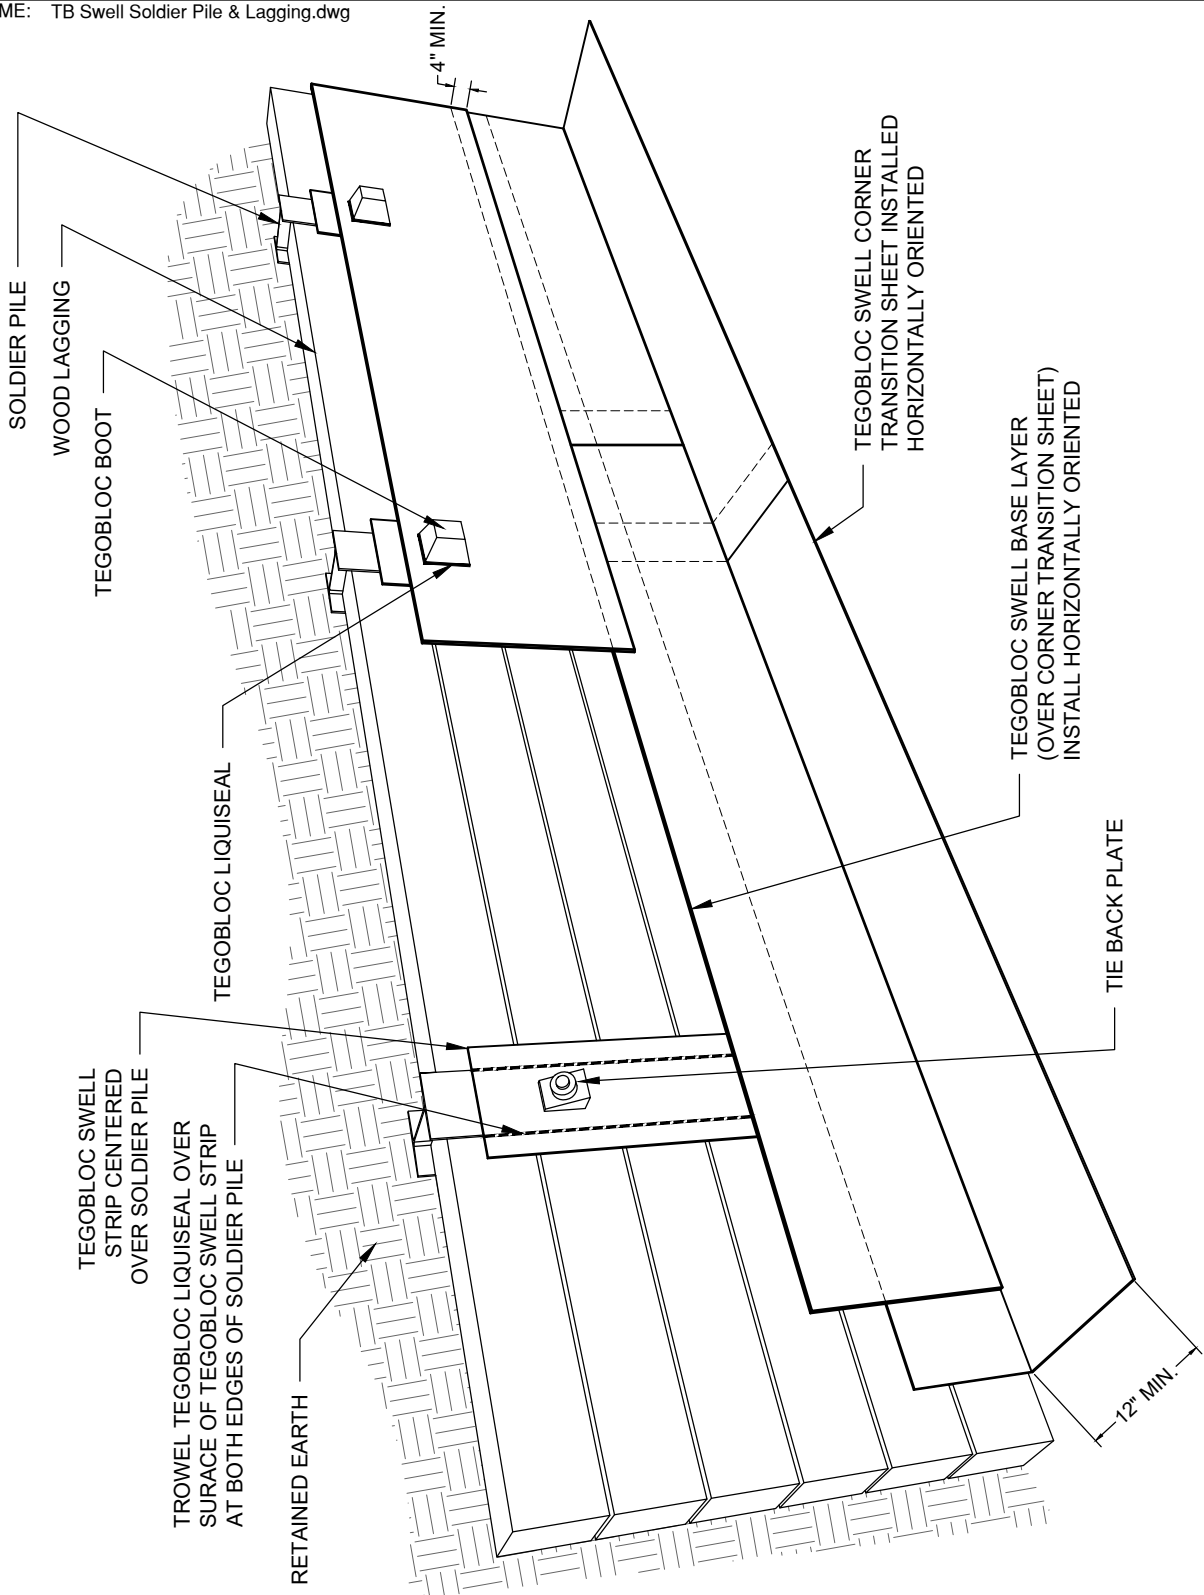 ME: TB Swell Soldier Pile & Lagging.dwg
SOLDIER PILE
WOOD LAGGING
TEGOBLOC BOOT
TEGOBLOC LIQUISEAL
TEGOBLOC SWELL
STRIP CENTERED
OVER SOLDIER PILE
TROWEL TEGOBLOC LIQUISEAL OVER
SURACE OF TEGOBLOC SWELL STRIP
AT BOTH EDGES OF SOLDIER PILE
RETAINED EARTH
4" MIN.
TEGOBLOC SWELL CORNER
TRANSITION SHEET INSTALLED
HORIZONTALLY ORIENTED
TEGOBLOC SWELL BASE LAYER
(OVER CORNER TRANSITION SHEET)
INSTALL HORIZONTALLY ORIENTED
TIE BACK PLATE
12" MIN.